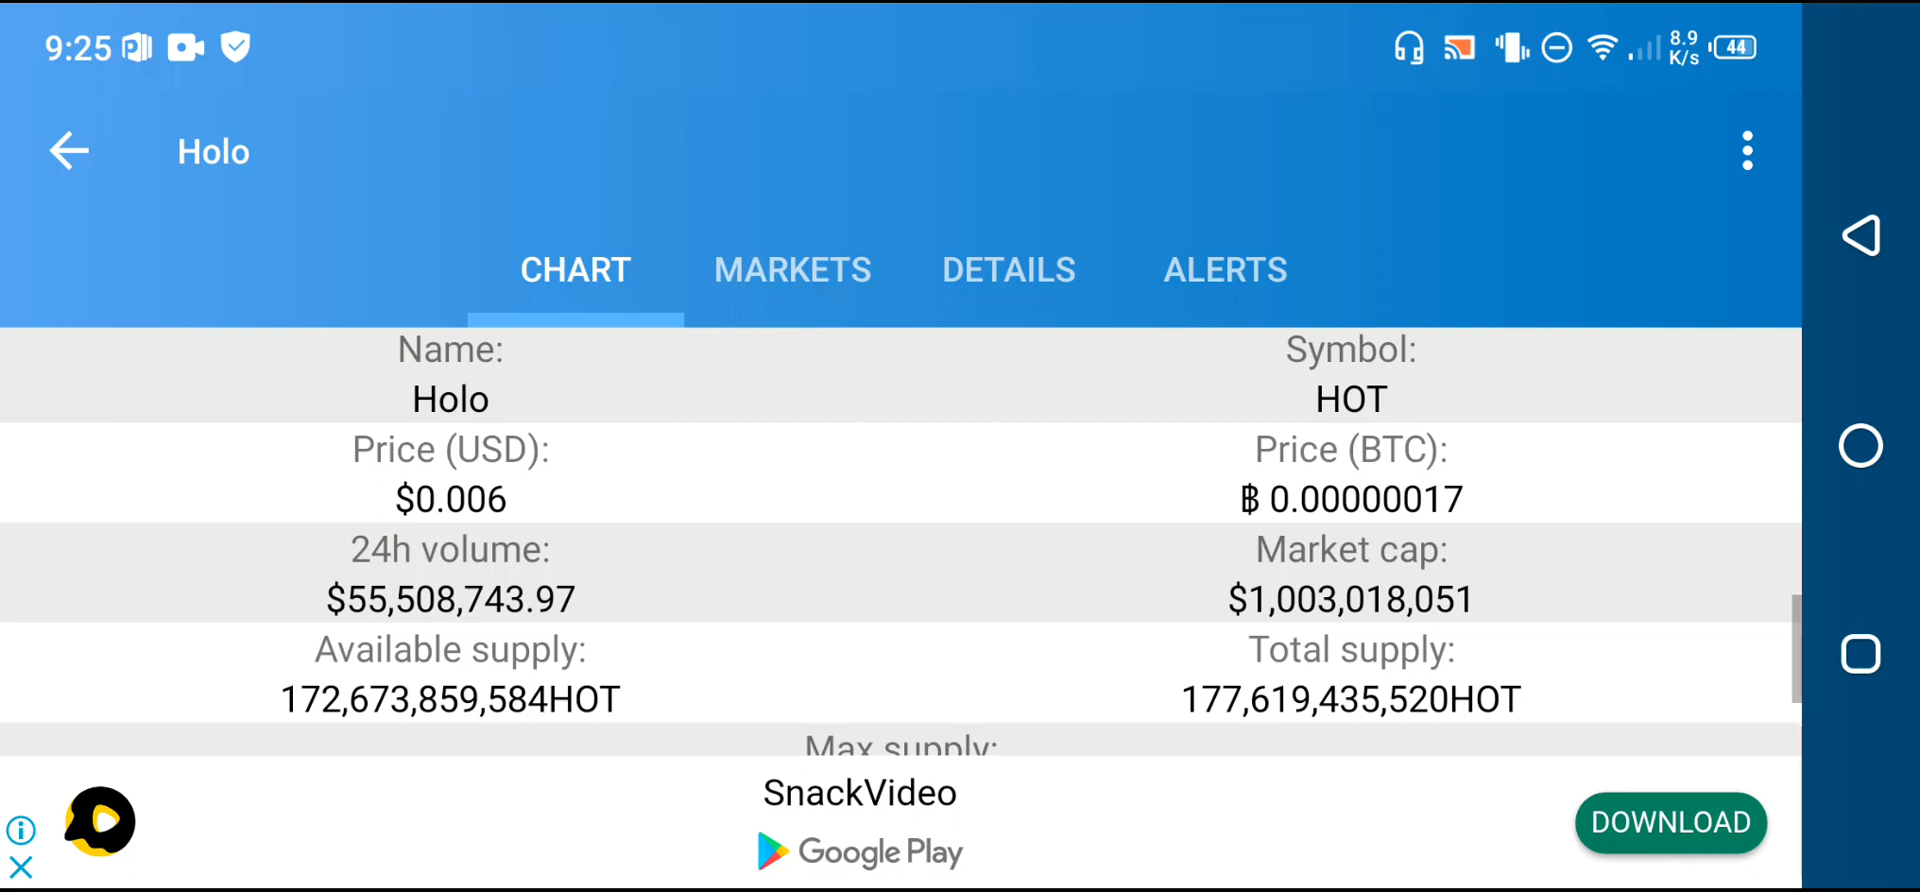 9:25
8.9
K/s
44
Holo
CHART MARKETS DETAILS ALERTS
Name: Symbol:
Holo HOT
Price (USD): Price (BTC):
$0.006 ฿ 0.00000017
24h volume: Market cap:
$55,508,743.97 $1,003,018,051
Available supply: Total supply:
172,673,859,584HOT 177,619,435,520HOT
Max supply:
SnackVideo
Google Play
DOWNLOAD